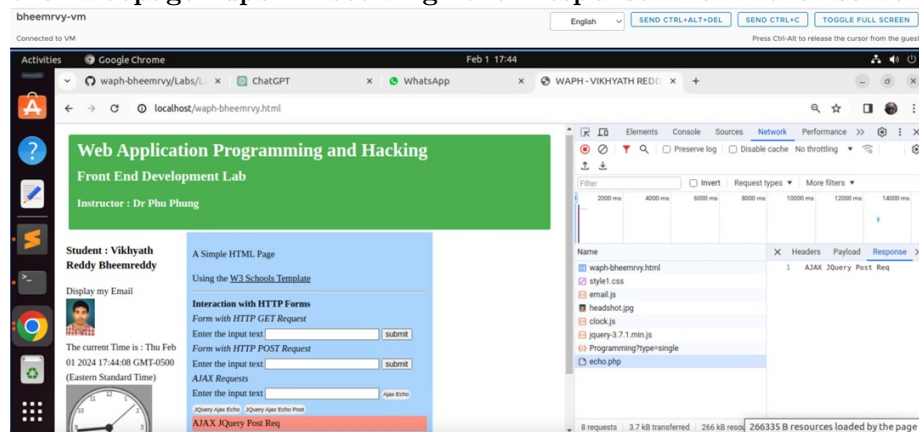 bheemrvy-vm
English
SEND CTRL+ALT+DEL
SEND CTRL+C
TOGGLE FULL SCREEN
Connected to VM
Press Ctrl-Alt to release the cursor from the gues
Activities
Google Chrome
Feb 1 17:44
waph-bheemrvy/Labs/L
ChatGPT
WhatsApp
WAPH - VIKHYATH REDD
localhost/waph-bheemrvy.html
Elements Console Sources Network Performance
Preserve log Disable cache No throttling
Filter Invert Request types More filters
2000 ms 4000 ms 6000 ms 8000 ms 10000 ms 12000 ms 14000 ms
Name
Headers Payload Response
waph-bheemrvy.html
1 AJAX JQuery Post Req
style1.css
email.js
headshot.jpg
clock.js
jquery-3.7.1.min.js
Programming?type=single
echo.php
8 requests 3.7 kB transferred 266 kB resou
266335 B resources loaded by the page
Web Application Programming and Hacking
Front End Development Lab
Instructor : Dr Phu Phung
Student : Vikhyath
Reddy Bheemreddy
Display my Email
The current Time is : Thu Feb
01 2024 17:44:08 GMT-0500
(Eastern Standard Time)
12
11
1
10
2
9
3
A Simple HTML Page
Using the W3 Schools Template
Interaction with HTTP Forms
Form with HTTP GET Request
Enter the input text submit
Form with HTTP POST Request
Enter the input text submit
AJAX Requests
Enter the input text Ajax Echo
JQuery Ajax Echo JQuery Ajax Echo Post
AJAX JQuery Post Req